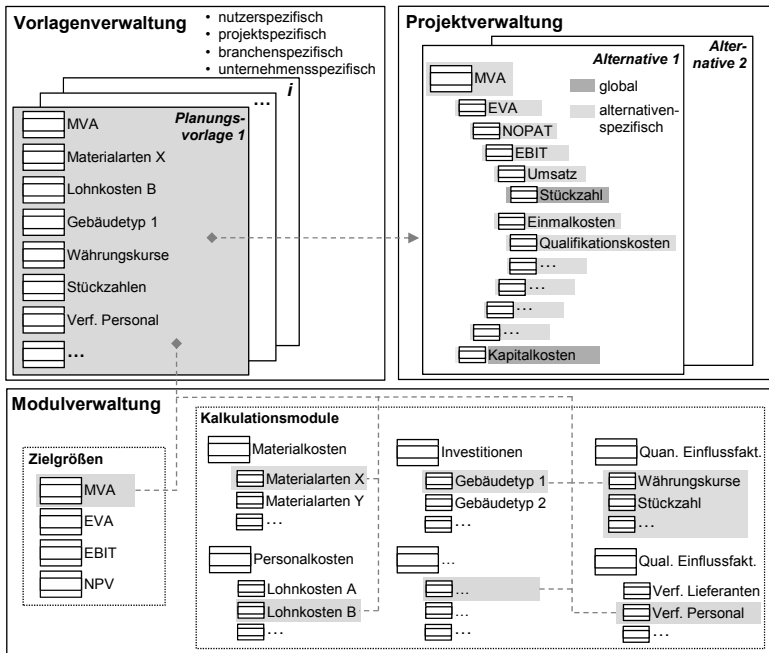 Vorlagenverwaltung
• nutzerspezifisch
• projektspezifisch
• branchenspezifisch
• unternehmensspezifisch
i
...
Planungs-
vorlage 1
MVA
Materialarten X
Lohnkosten B
Gebäudetyp 1
Währungskurse
Stückzahlen
Verf. Personal
...
Projektverwaltung
Alter-
native 2
Alternative 1
global
alternativen-
spezifisch
MVA
EVA
NOPAT
EBIT
Umsatz
Stückzahl
Einmalkosten
Qualifikationskosten
...
...
...
...
Kapitalkosten
Modulverwaltung
Zielgrößen
MVA
EVA
EBIT
NPV
Kalkulationsmodule
Materialkosten
Materialarten X
Materialarten Y
...
Personalkosten
Lohnkosten A
Lohnkosten B
...
Investitionen
Gebäudetyp 1
Gebäudetyp 2
...
...
...
...
...
Quan. Einflussfakt.
Währungskurse
Stückzahl
...
Qual. Einflussfakt.
Verf. Lieferanten
Verf. Personal
...